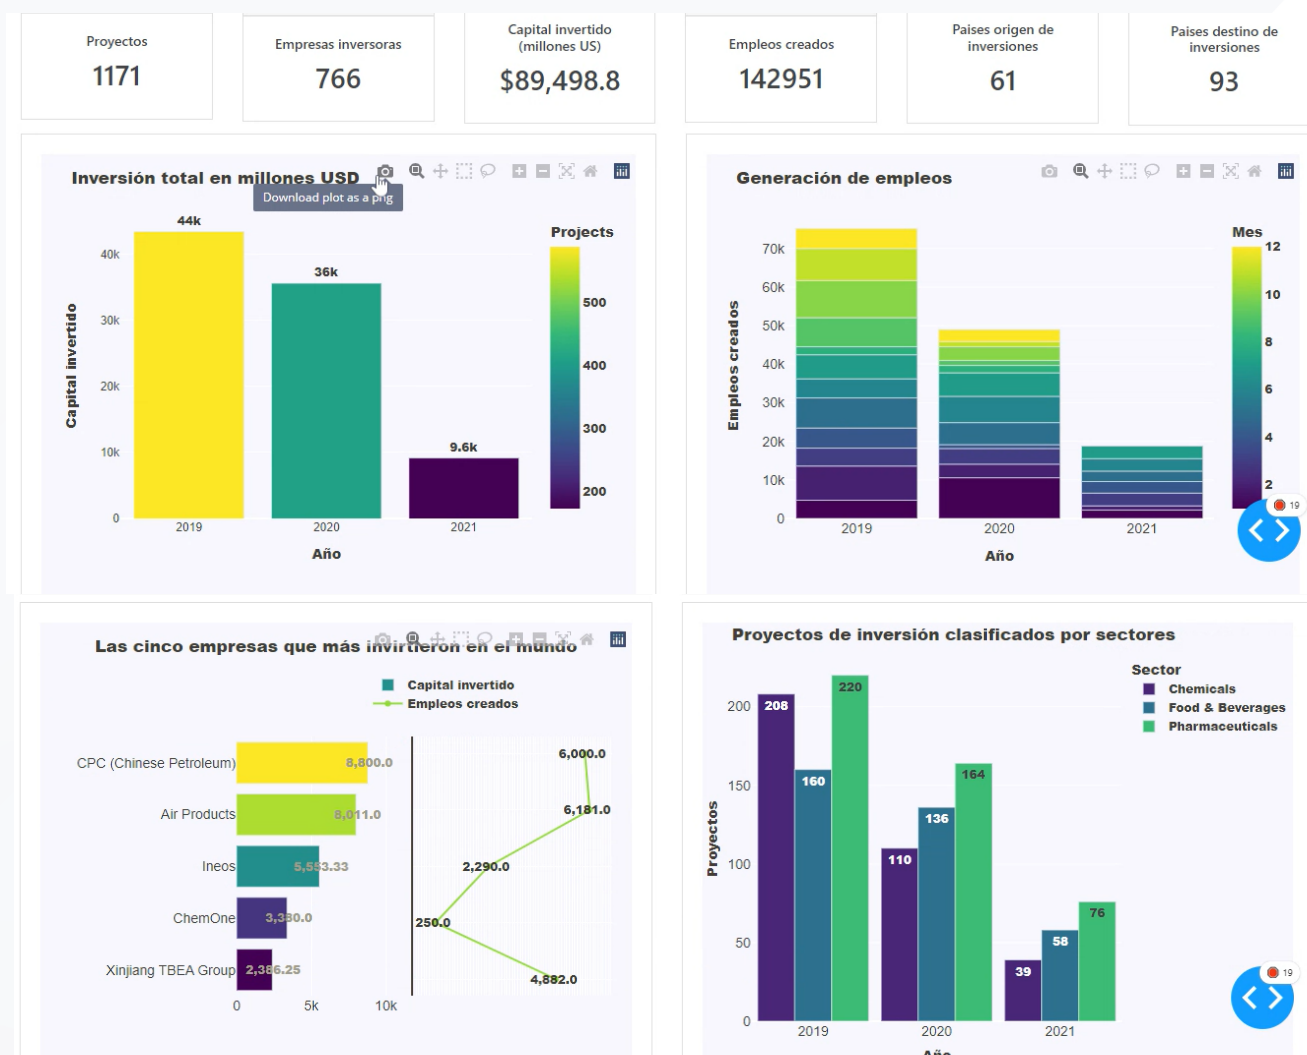 Proyectos
1171
Empresas inversoras
766
Capital invertido
(millones US)
$89,498.8
Empleos creados
142951
Paises origen de
inversiones
61
Paises destino de
inversiones
93
Inversión total en millones USD
Download plot as a png
44k
36k
9.6k
40k
30k
20k
10k
0
Capital invertido
2019
2020
2021
Año
Projects
500
400
300
200
Generación de empleos
70k
60k
50k
40k
30k
20k
10k
0
Empleos creados
2019
2020
2021
Año
Mes
12
10
8
6
4
2
19
Las cinco empresas que más invirtieron en el mundo
Capital invertido
Empleos creados
CPC (Chinese Petroleum)
8,800.0
6,000.0
Air Products
8,011.0
6,181.0
Ineos
5,553.33
2,290.0
ChemOne
3,380.0
250.0
Xinjiang TBEA Group
2,386.25
4,882.0
0
5k
10k
Proyectos de inversión clasificados por sectores
Sector
Chemicals
Food & Beverages
Pharmaceuticals
200
150
100
50
0
Proyectos
208
160
220
110
136
164
39
58
76
2019
2020
2021
Año
19